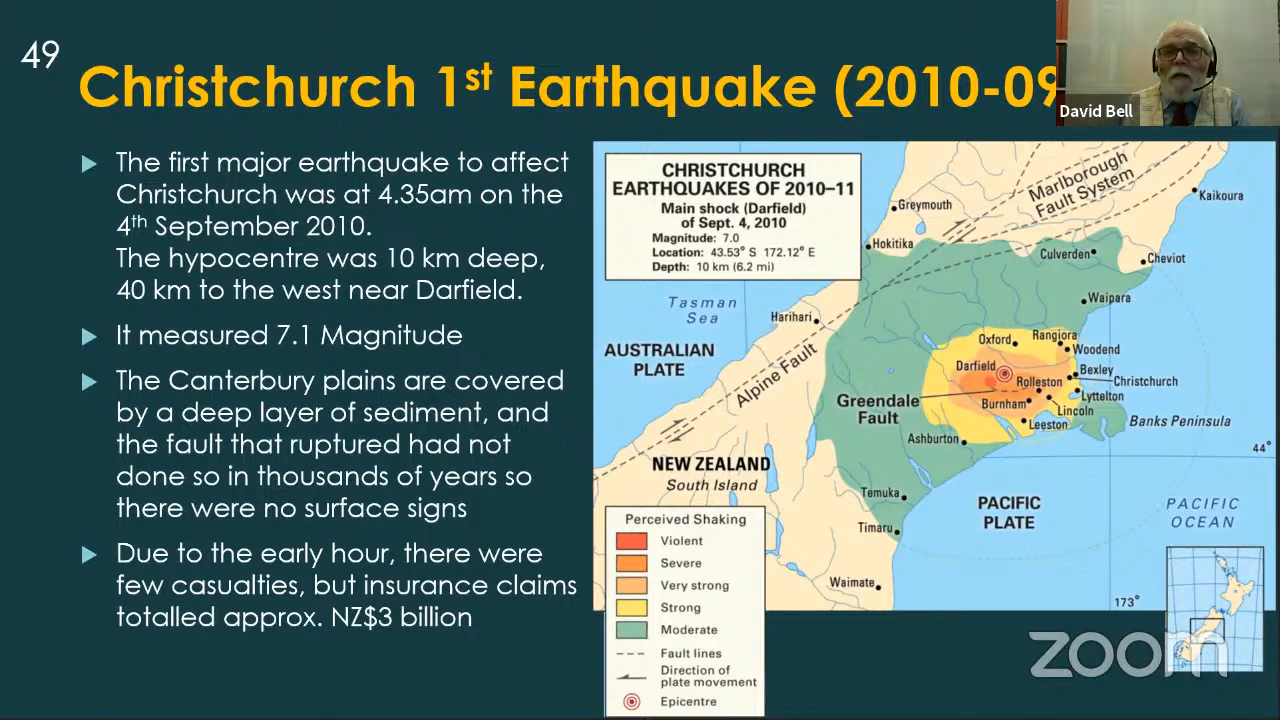 49
Christchurch 1st Earthquake (2010-09
David Bell
The first major earthquake to affect
Christchurch was at 4.35am on the
4th September 2010.
The hypocentre was 10 km deep,
40 km to the west near Darfield.
It measured 7.1 Magnitude
The Canterbury plains are covered
by a deep layer of sediment, and
the fault that ruptured had not
done so in thousands of years so
there were no surface signs
Due to the early hour, there were
few casualties, but insurance claims
totalled approx. NZ$3 billion
CHRISTCHURCH
EARTHQUAKES OF 2010–11
Main shock (Darfield)
of Sept. 4, 2010
Magnitude: 7.0
Location: 43.53° S 172.12° E
Depth: 10 km (6.2 mi)
Marlborough
Fault System
Kaikoura
Greymouth
Hokitika
Culverden
Cheviot
Tasman
Sea
Waipara
Harihari
AUSTRALIAN
PLATE
Alpine Fault
Oxford
Rangiora
Woodend
Darfield
Bexley
Rolleston
Christchurch
Greendale
Fault
Burnham
Lyttelton
Lincoln
Leeston
Banks Peninsula
Ashburton
44°
NEW ZEALAND
South Island
Temuka
PACIFIC
PLATE
PACIFIC
OCEAN
Timaru
Waimate
173°
Perceived Shaking
Violent
Severe
Very strong
Strong
Moderate
Fault lines
Direction of
plate movement
Epicentre
zoom